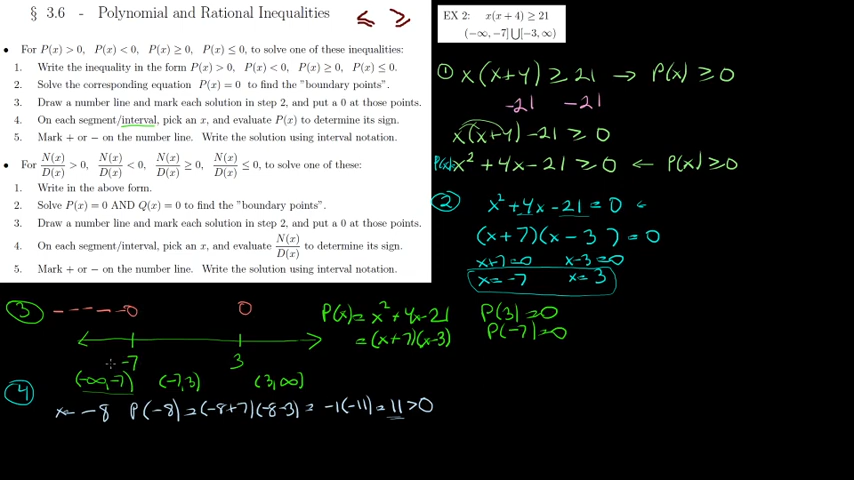 § 3.6 - Polynomial and Rational Inequalities
≤ ≥
• For P(x) > 0, P(x) < 0, P(x) ≥ 0, P(x) ≤ 0, to solve one of these inequalities:
1. Write the inequality in the form P(x) > 0, P(x) < 0, P(x) ≥ 0, P(x) ≤ 0.
2. Solve the corresponding equation P(x) = 0 to find the "boundary points".
3. Draw a number line and mark each solution in step 2, and put a 0 at those points.
4. On each segment/interval, pick an x, and evaluate P(x) to determine its sign.
5. Mark + or − on the number line. Write the solution using interval notation.
• For N(x)/D(x) > 0, N(x)/D(x) < 0, N(x)/D(x) ≥ 0, N(x)/D(x) ≤ 0, to solve one of these:
1. Write in the above form.
2. Solve P(x) = 0 AND Q(x) = 0 to find the "boundary points".
3. Draw a number line and mark each solution in step 2, and put a 0 at those points.
4. On each segment/interval, pick an x, and evaluate N(x)/D(x) to determine its sign.
5. Mark + or − on the number line. Write the solution using interval notation.
EX 2: x(x + 4) ≥ 21
(−∞, −7] ⋃[−3, ∞)
① x(x+4) ≥ 21 → P(x) ≥ 0
-21 -21
x(x+4) -21 ≥ 0
P(x)= x² + 4x - 21 ≥ 0 ← P(x) ≥ 0
② x² + 4x - 21 = 0
(x+7)(x-3) = 0
x+7=0 x-3=0
x=-7 x=3
③ - - - - - 0 0
-7 3
P(x) = x² + 4x - 21
= (x+7)(x-3)
P(3) = 0
P(-7) = 0
(-∞,-7) (-7,3) (3,∞)
④ x = -8 P(-8) = (-8+7)(-8-3) = -1(-11) = 11 > 0